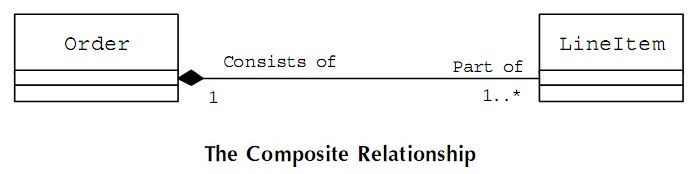 Order
Consists of
Part of
LineItem
1
1..*
The Composite Relationship